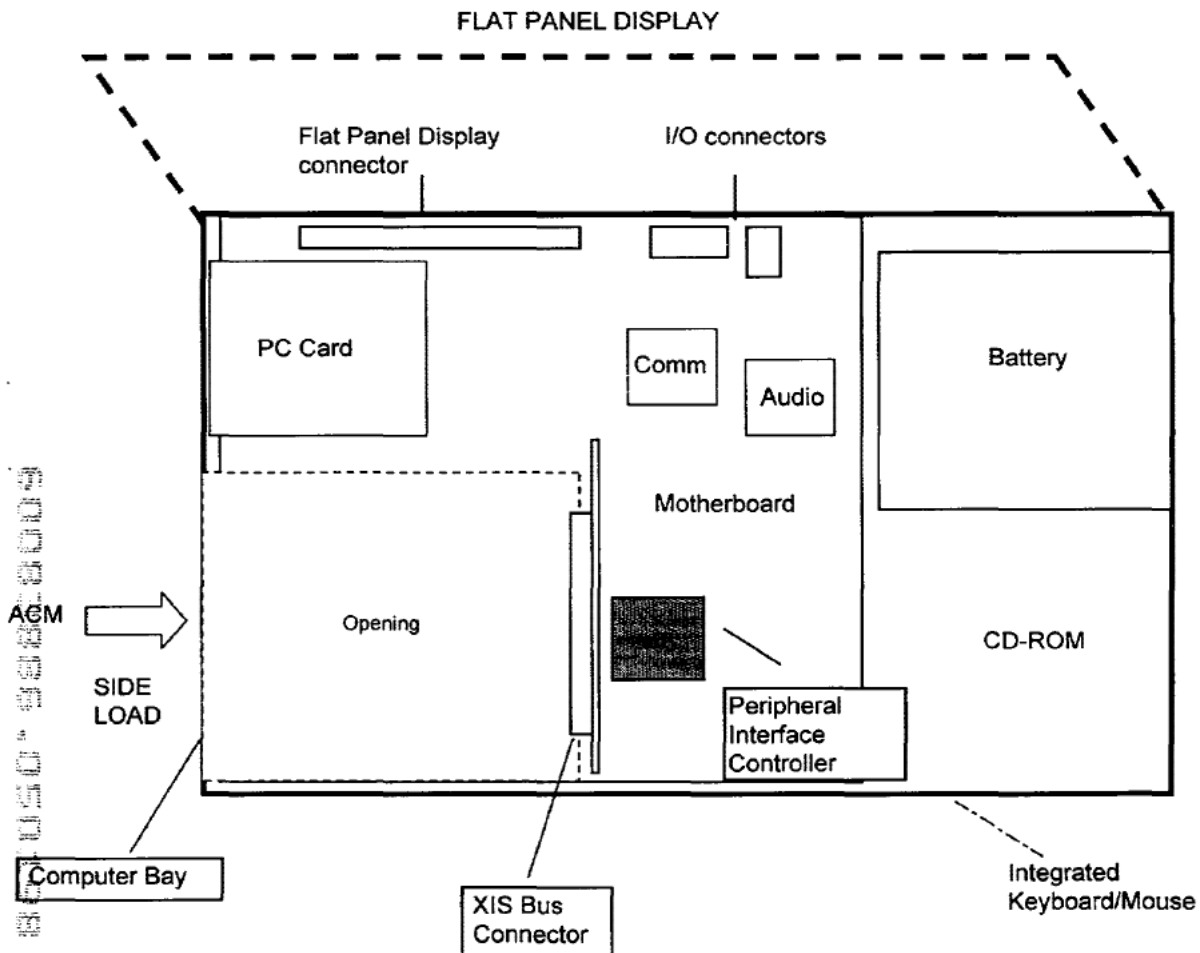 FLAT PANEL DISPLAY
Flat Panel Display
connector
I/O connectors
PC Card
Comm
Audio
Battery
Motherboard
ACM
Opening
SIDE
LOAD
CD-ROM
Peripheral
Interface
Controller
Computer Bay
XIS Bus
Connector
Integrated
Keyboard/Mouse